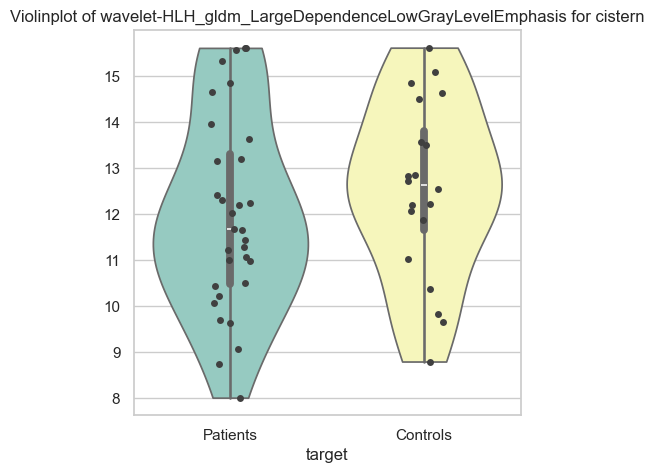 Violinplot of wavelet-HLH_gldm_LargeDependenceLowGrayLevelEmphasis for cistern
15
14
13
12
11
10
9
8
Patients Controls
target